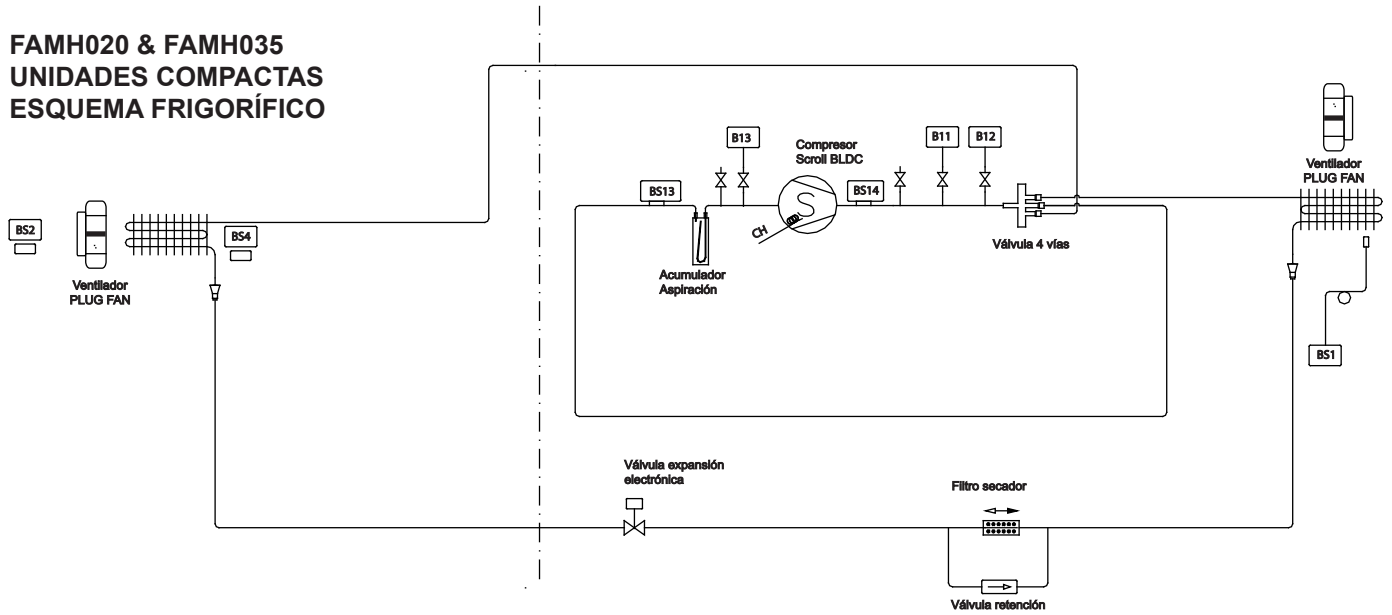 FAMH020 & FAMH035
UNIDADES COMPACTAS
ESQUEMA FRIGORÍFICO
B13
Compresor
Scroll BLDC
B11
B12
Ventilador
PLUG FAN
BS13
BS14
S
CH
Válvula 4 vías
BS2
BS4
Ventilador
PLUG FAN
Acumulador
Aspiración
BS1
Válvula expansión
electrónica
Filtro secador
Válvula retención